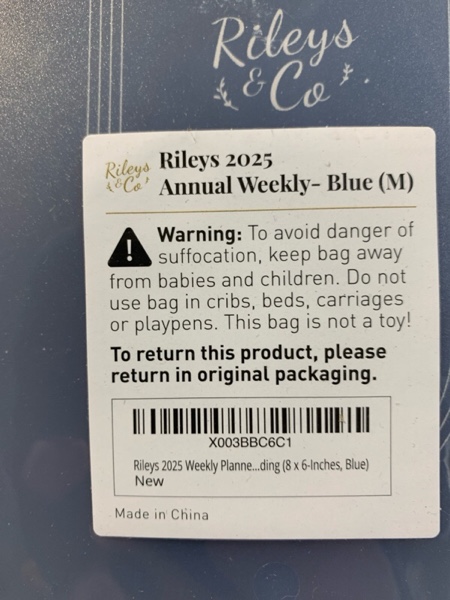 Rileys
& Co
Rileys
& Co
Rileys 2025
Annual Weekly- Blue (M)
Warning: To avoid danger of
suffocation, keep bag away
from babies and children. Do not
use bag in cribs, beds, carriages
or playpens. This bag is not a toy!
To return this product, please
return in original packaging.
X003BBC6C1
Rileys 2025 Weekly Planne...ding (8 x 6-Inches, Blue)
New
Made in China